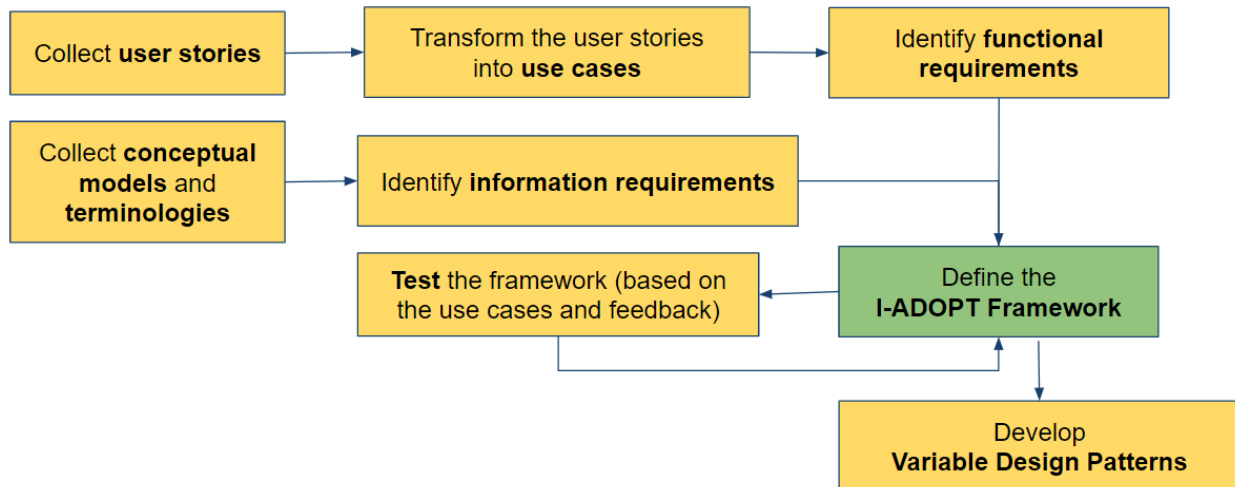 Collect user stories
Transform the user stories
into use cases
Identify functional
requirements
Collect conceptual
models and
terminologies
Identify information requirements
Test the framework (based on
the use cases and feedback)
Define the
I-ADOPT Framework
Develop
Variable Design Patterns